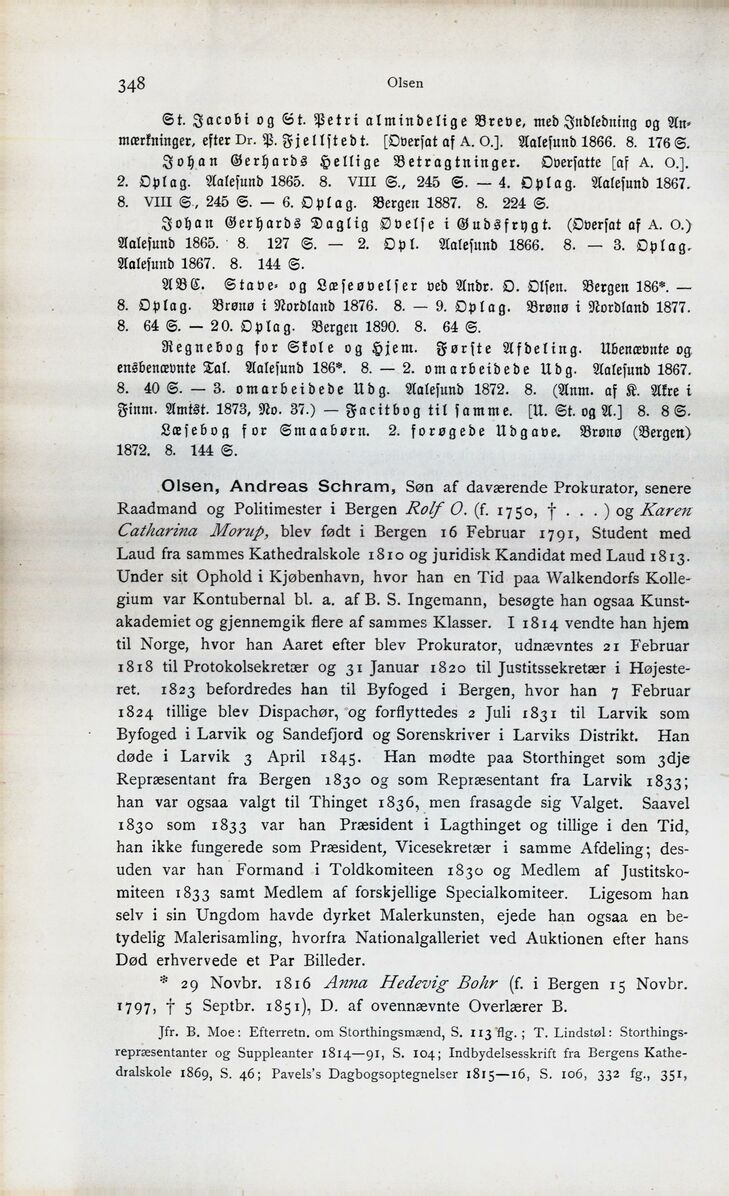 348
Olsen
St. Jacobi og St. Petri almindelige Breve, med Indledning og An-
mærkninger, efter Dr. P. Fjellstedt. [Oversat af A. O.]. Aalesund 1866. 8. 176 S.
Johan Gerhards Hellige Betragtninger. Oversatte [af A. O.].
2. Oplag. Aalesund 1865. 8. VIII S., 245 S. — 4. Oplag. Aalesund 1867.
8. VIII S., 245 S. — 6. Oplag. Bergen 1887. 8. 224 S.
Johan Gerhards Daglig Øvelse i Gudsfrygt. (Oversat af A. O.)
Aalesund 1865. 8. 127 S. — 2. Opl. Aalesund 1866. 8. — 3. Oplag.
Aalesund 1867. 8. 144 S.
ABC. Stave- og Læseøvelser ved Andr. O. Olsen. Bergen 186*. —
8. Oplag. Brønø i Nordland 1876. 8. — 9. Oplag. Brønø i Nordland 1877.
8. 64 S. — 20. Oplag. Bergen 1890. 8. 64 S.
Regnebog for Skole og Hjem. Første Afdeling. Ubenævnte og
ensbenævnte Tal. Aalesund 186*. 8. — 2. omarbeidede Udg. Aalesund 1867.
8. 40 S. — 3. omarbeidede Udg. Aalesund 1872. 8. (Anm. af K. Akre i
Finm. Amtst. 1873, No. 37.) — Facitbog til samme. [U. St. og A.] 8. 8 S.
Læsebog for Smaabørn. 2. forøgede Udgave. Brønø (Bergen)
1872. 8. 144 S.
Olsen, Andreas Schram, Søn af daværende Prokurator, senere
Raadmand og Politimester i Bergen Rolf O. (f. 1750, † . . . ) og Karen
Catharina Morup, blev født i Bergen 16 Februar 1791, Student med
Laud fra sammes Kathedralskole 1810 og juridisk Kandidat med Laud 1813.
Under sit Ophold i Kjøbenhavn, hvor han en Tid paa Walkendorfs Kolle-
gium var Kontubernal bl. a. af B. S. Ingemann, besøgte han ogsaa Kunst-
akademiet og gjennemgik flere af sammes Klasser. I 1814 vendte han hjem
til Norge, hvor han Aaret efter blev Prokurator, udnævntes 21 Februar
1818 til Protokolsekretær og 31 Januar 1820 til Justitssekretær i Højeste-
ret. 1823 befordredes han til Byfoged i Bergen, hvor han 7 Februar
1824 tillige blev Dispachør, og forflyttedes 2 Juli 1831 til Larvik som
Byfoged i Larvik og Sandefjord og Sorenskriver i Larviks Distrikt. Han
døde i Larvik 3 April 1845. Han mødte paa Storthinget som 3dje
Repræsentant fra Bergen 1830 og som Repræsentant fra Larvik 1833;
han var ogsaa valgt til Thinget 1836, men frasagde sig Valget. Saavel
1830 som 1833 var han Præsident i Lagthinget og tillige i den Tid,
han ikke fungerede som Præsident, Vicesekretær i samme Afdeling; des-
uden var han Formand i Toldkomiteen 1830 og Medlem af Justitsko-
miteen 1833 samt Medlem af forskjellige Specialkomiteer. Ligesom han
selv i sin Ungdom havde dyrket Malerkunsten, ejede han ogsaa en be-
tydelig Malerisamling, hvorfra Nationalgalleriet ved Auktionen efter hans
Død erhvervede et Par Billeder.
* 29 Novbr. 1816 Anna Hedevig Bohr (f. i Bergen 15 Novbr.
1797, † 5 Septbr. 1851), D. af ovennævnte Overlærer B.
Jfr. B. Moe: Efterretn. om Storthingsmænd, S. 113 flg. ; T. Lindstøl: Storthings-
repræsentanter og Suppleanter 1814—91, S. 104; Indbydelsesskrift fra Bergens Kathe-
dralskole 1869, S. 46; Pavels's Dagbogsoptegnelser 1815—16, S. 106, 332 fg., 351,